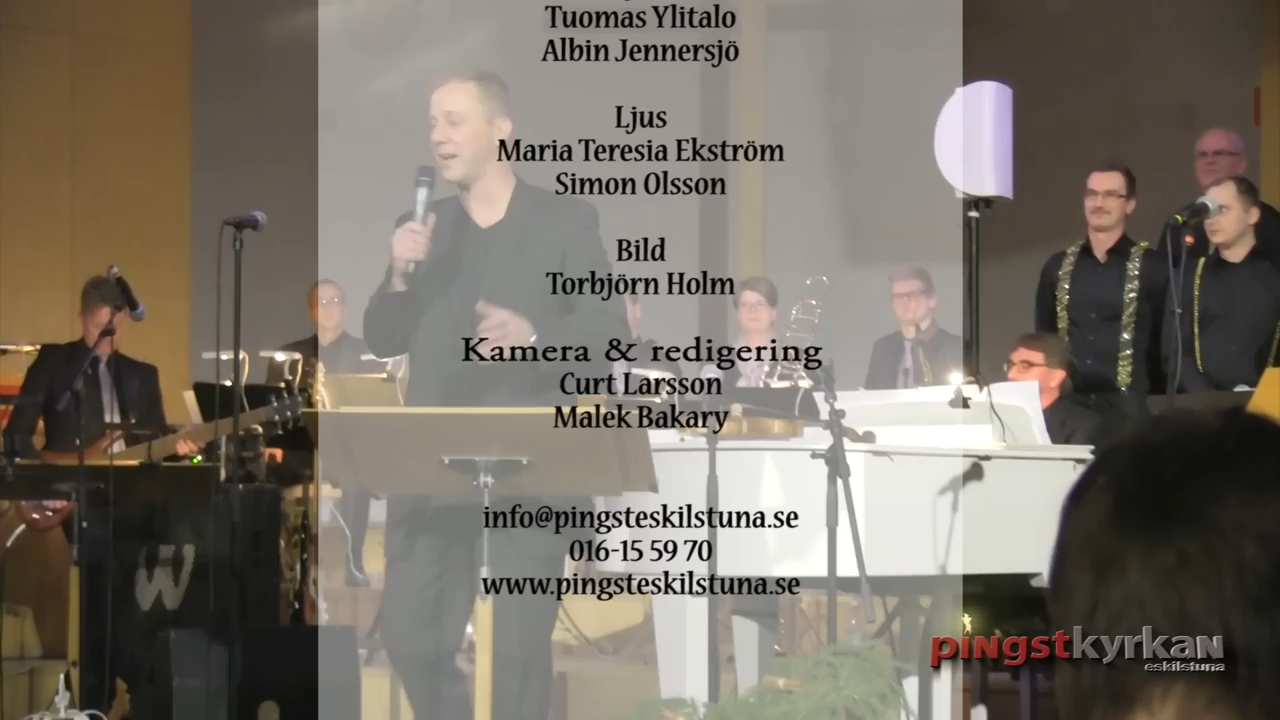 Tuomas Ylitalo
Albin Jennersjö
Ljus
Maria Teresia Ekström
Simon Olsson
Bild
Torbjörn Holm
Kamera & redigering
Curt Larsson
Malek Bakary
info@pingsteskilstuna.se
016-15 59 70
www.pingsteskilstuna.se
W
pingstkyrkan
eskilstuna